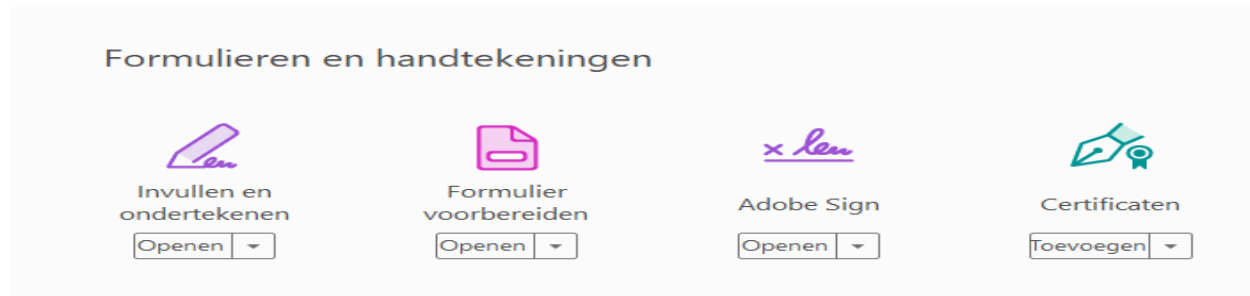 Formulieren en handtekeningen
Invullen en
ondertekenen
Openen
Formulier
voorbereiden
Openen
Adobe Sign
Openen
Certificaten
Toevoegen